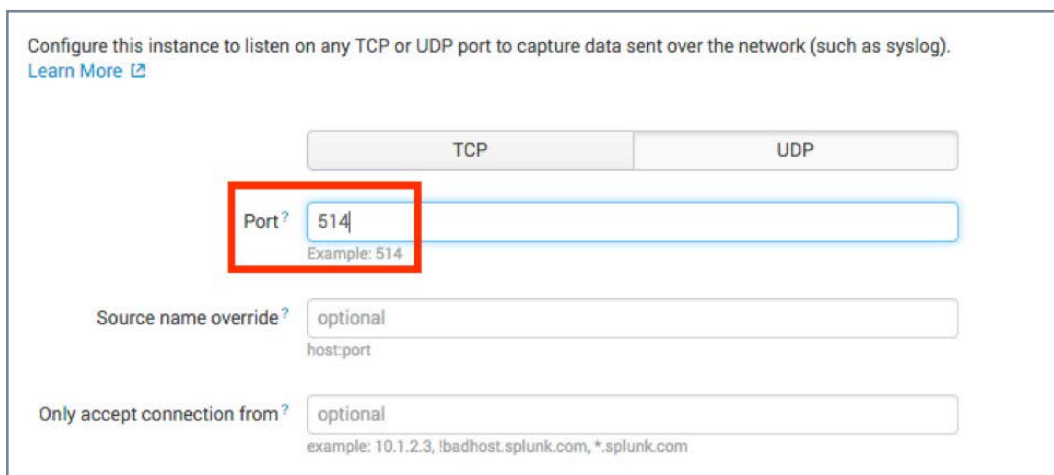 Configure this instance to listen on any TCP or UDP port to capture data sent over the network (such as syslog).
Learn More
TCP UDP
Port ? 514
Example: 514
Source name override ? optional
host:port
Only accept connection from ? optional
example: 10.1.2.3, !badhost.splunk.com, *.splunk.com